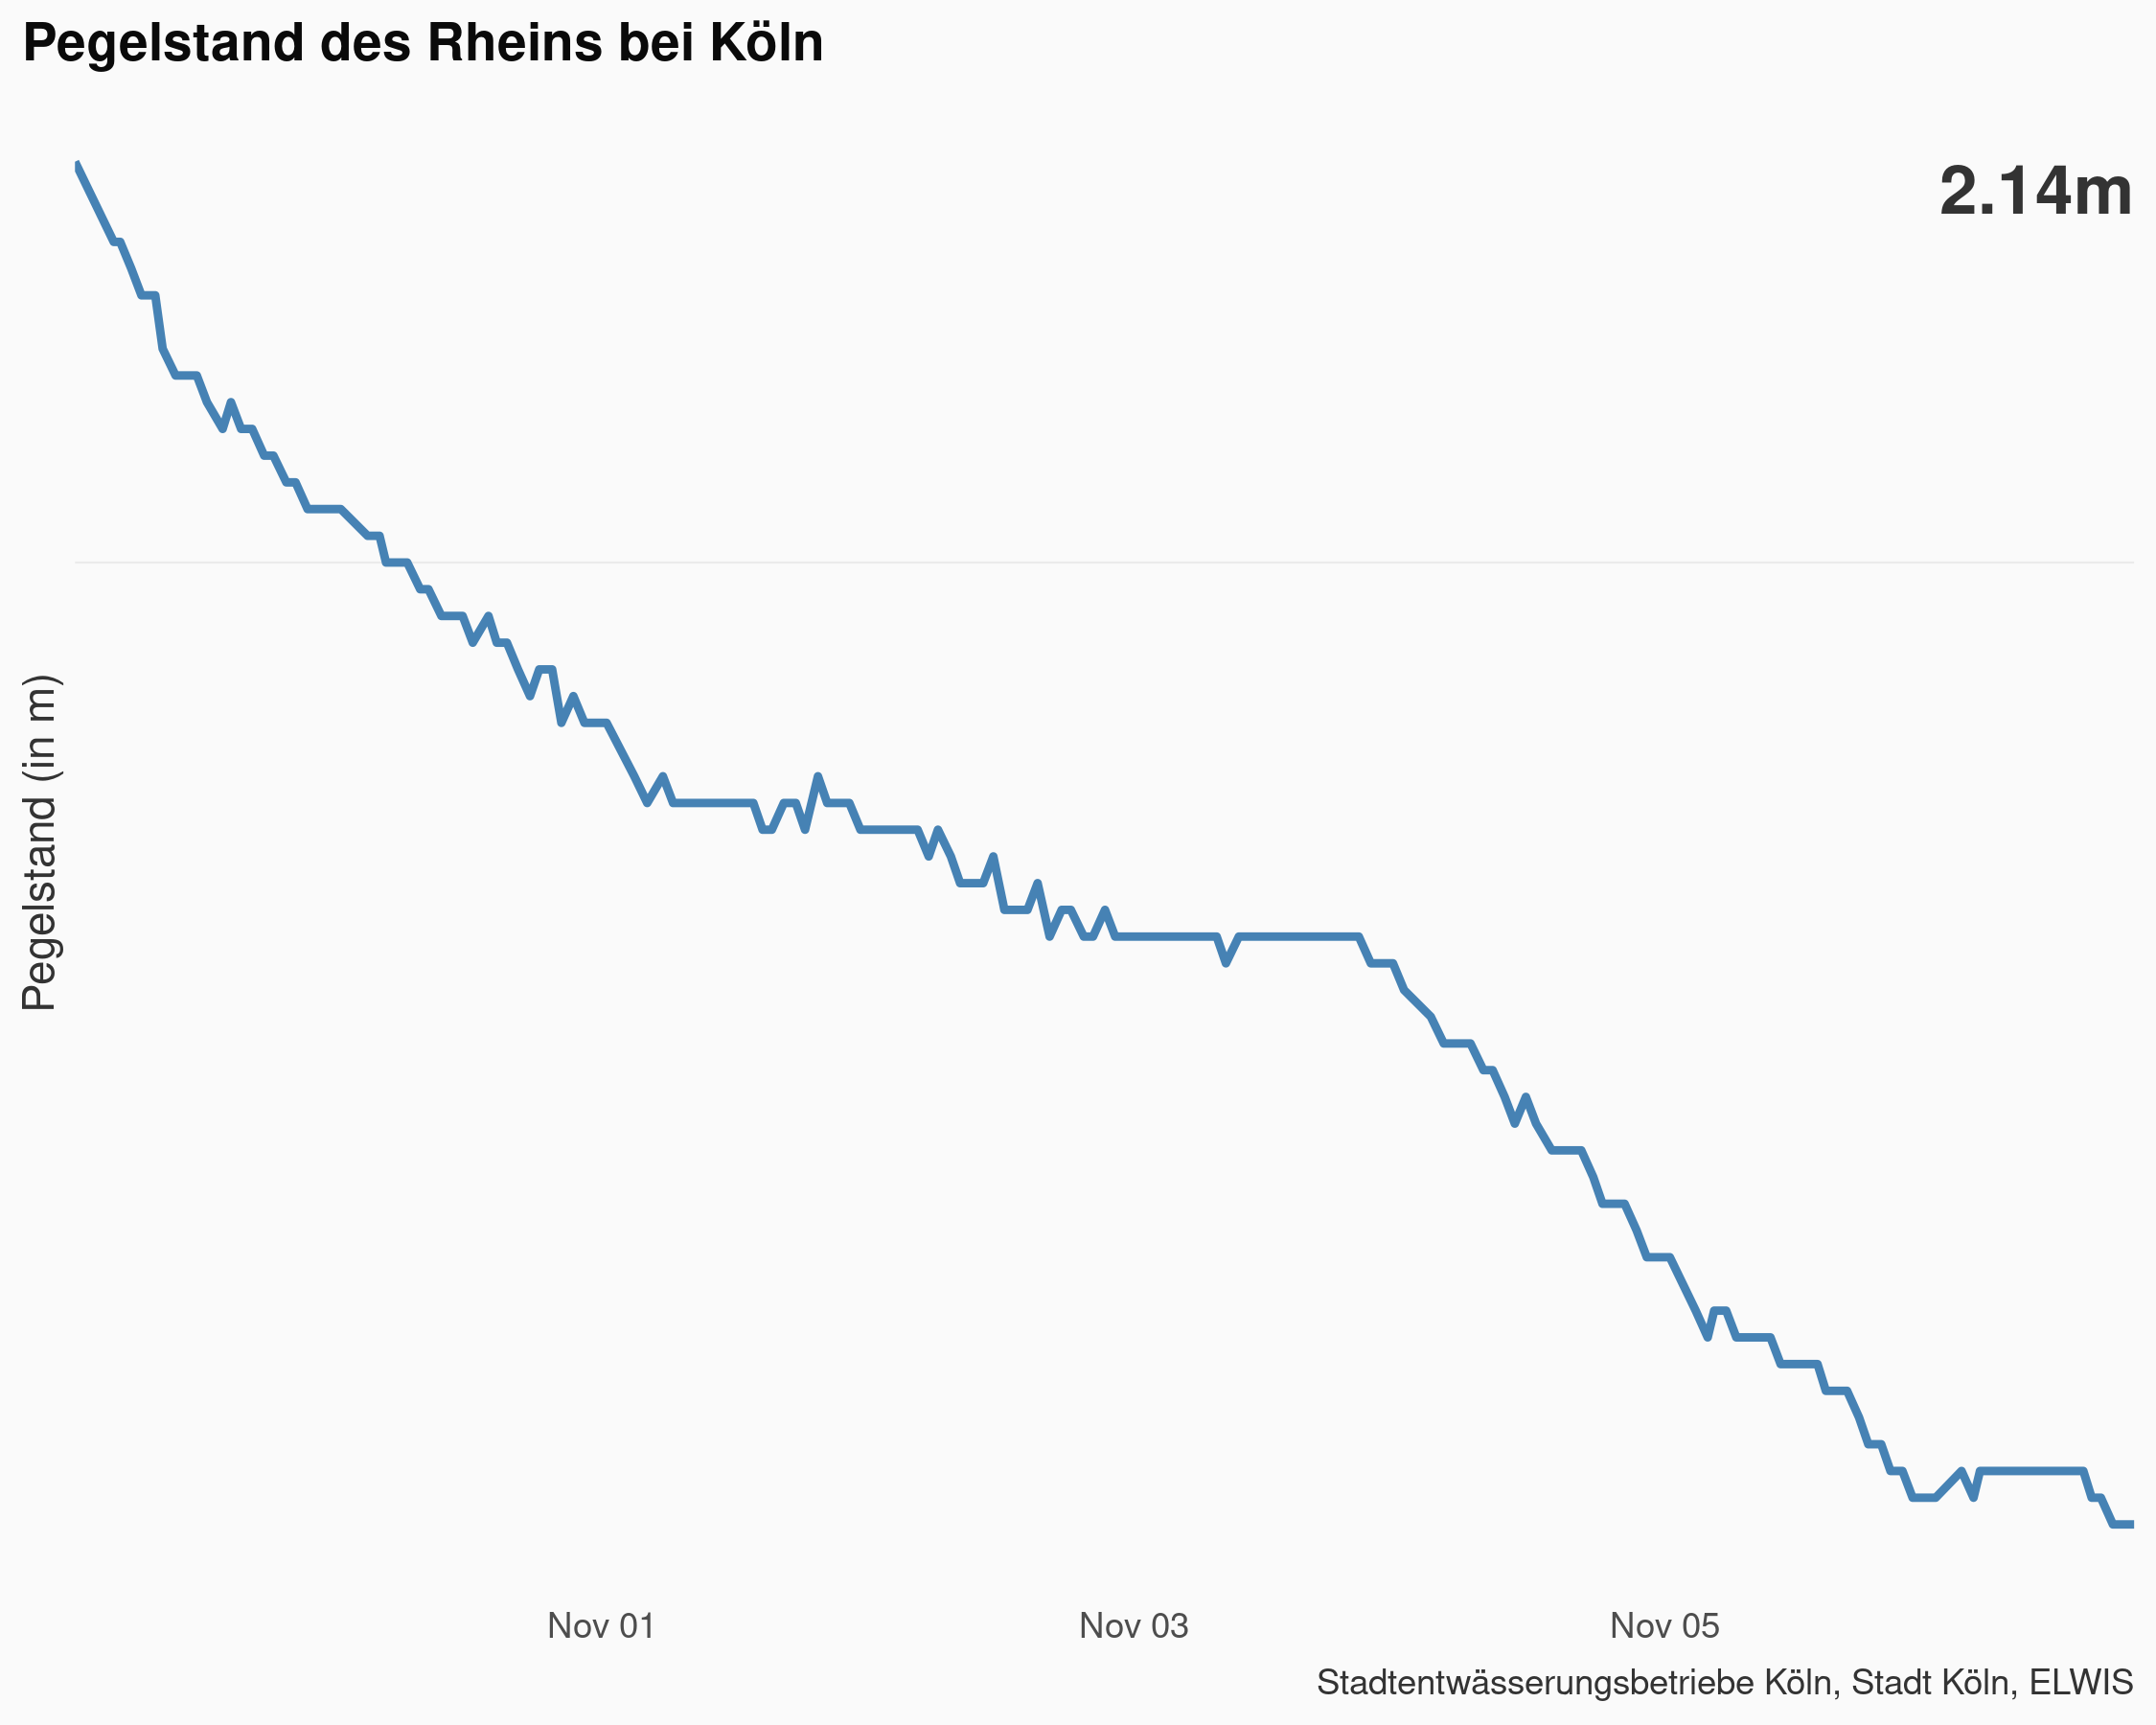 Pegelstand des Rheins bei Köln
2.14m
Pegelstand (in m)
Nov 01
Nov 03
Nov 05
Stadtentwässerungsbetriebe Köln, Stadt Köln, ELWIS